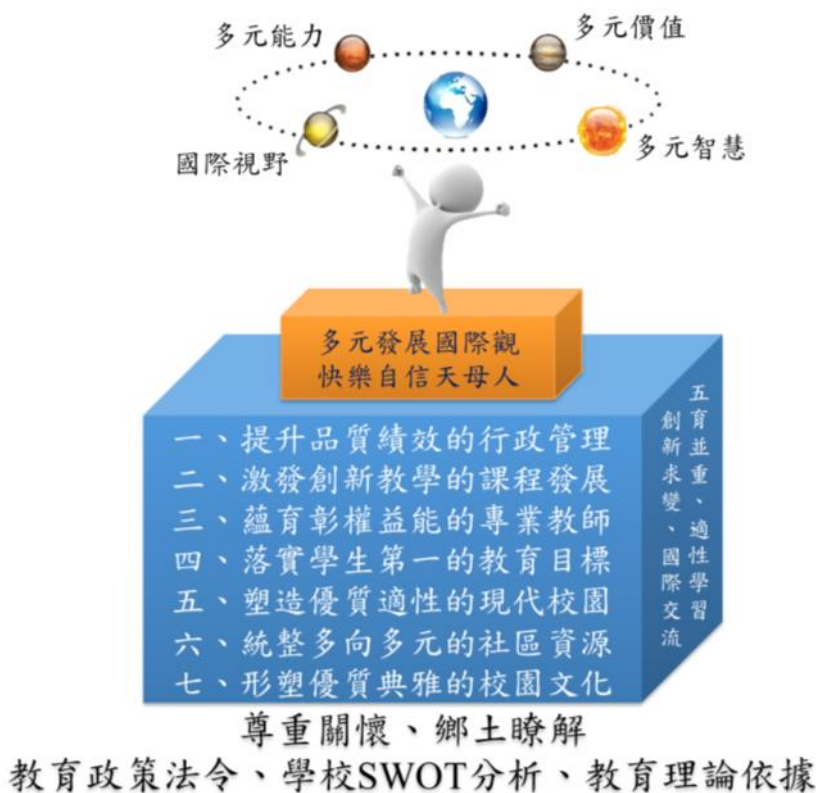 多元能力
多元價值
國際視野
多元智慧
多元發展國際觀
快樂自信天母人
一、提升品質績效的行政管理
二、激發創新教學的課程發展
三、蘊育彰權益能的專業教師
四、落實學生第一的教育目標
五、塑造優質適性的現代校園
六、統整多向多元的社區資源
七、形塑優質典雅的校園文化
五育並重、適性學習
創新求變、國際交流
尊重關懷、鄉土瞭解
教育政策法令、學校SWOT分析、教育理論依據